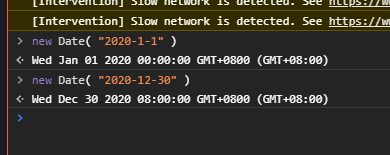 [Intervention] Slow network is detected. See https://w
[Intervention] Slow network is detected. See https://w
> new Date( "2020-1-1" )
Wed Jan 01 2020 00:00:00 GMT+0800 (GMT+08:00)
> new Date( "2020-12-30" )
Wed Dec 30 2020 08:00:00 GMT+0800 (GMT+08:00)
>